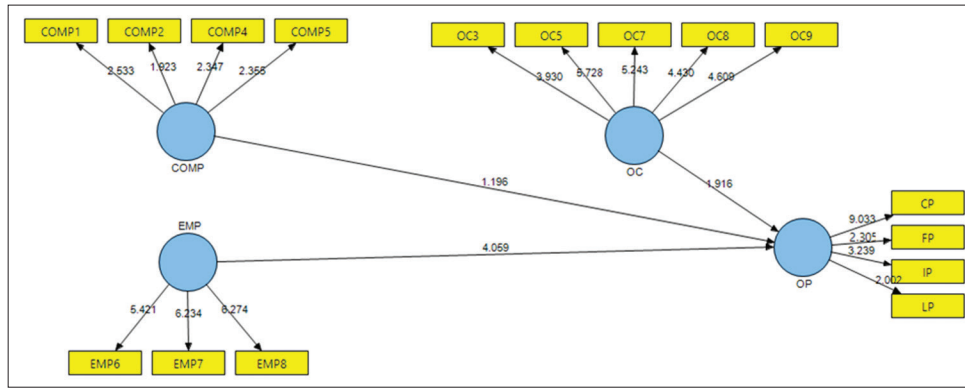 COMP1 COMP2 COMP4 COMP5
2.533 1.923 2.347 2.355
COMP
OC3 OC5 OC7 OC8 OC9
3.930 5.728 5.243 4.430 4.609
OC
1.196
1.916
EMP
4.059
5.421 6.234 6.274
EMP6 EMP7 EMP8
OP
9.033 CP
2.305 FP
3.239 IP
2.002 LP